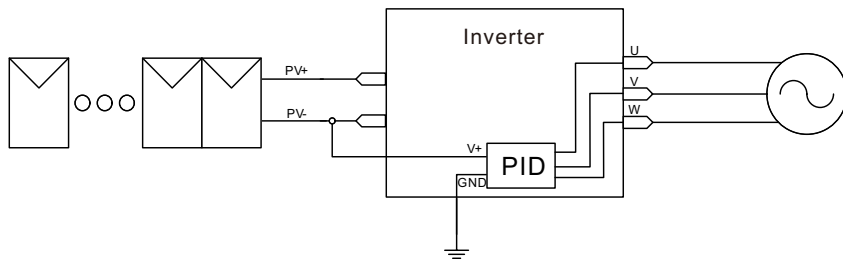 Inverter
U
PV+
V
PV-
W
V+
PID
GND